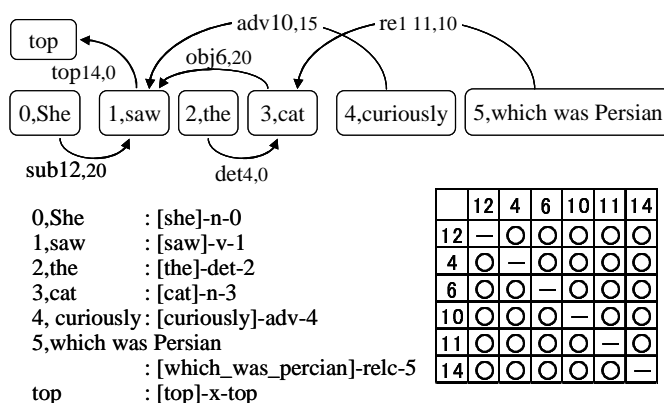 adv10,15
re1 11,10
top
obj6,20
top14,0
0,She
1,saw
2,the
3,cat
4,curiously
5,which was Persian
sub12,20
det4,0
0,She : [she]-n-0
1,saw : [saw]-v-1
2,the : [the]-det-2
3,cat : [cat]-n-3
4, curiously : [curiously]-adv-4
5,which was Persian
: [which_was_percian]-relc-5
top : [top]-x-top
12 4 6 10 11 14
12 — ○ ○ ○ ○ ○
4 ○ — ○ ○ ○ ○
6 ○ ○ — ○ ○ ○
10 ○ ○ ○ — ○ ○
11 ○ ○ ○ ○ — ○
14 ○ ○ ○ ○ ○ —